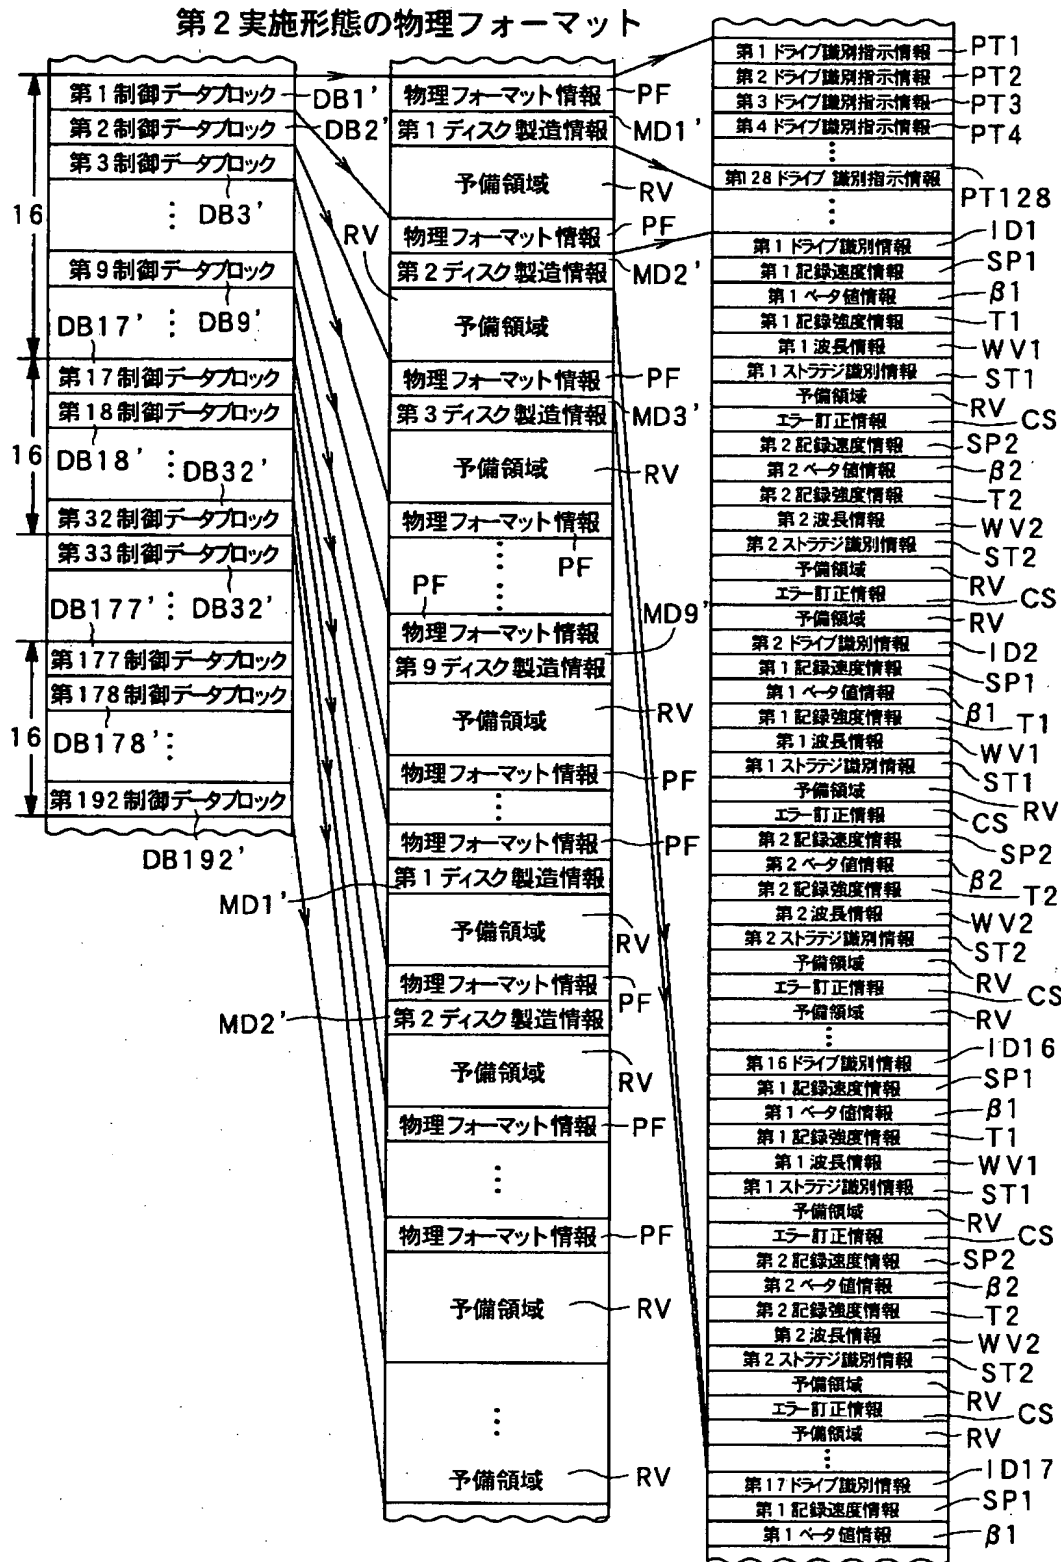 第2実施形態の物理フォーマット
16
第1制御データブロック
DB1'
第2制御データブロック
DB2'
第3制御データブロック
DB3'
第9制御データブロック
DB9'
DB17'
16
第17制御データブロック
第18制御データブロック
DB18'
DB32'
第32制御データブロック
第33制御データブロック
DB32'
DB177'
16
第177制御データブロック
第178制御データブロック
DB178'
第192制御データブロック
DB192'
物理フォーマット情報
PF
第1ディスク製造情報
MD1'
予備領域
RV
RV
物理フォーマット情報
PF
第2ディスク製造情報
MD2'
予備領域
物理フォーマット情報
PF
第3ディスク製造情報
MD3'
予備領域
RV
物理フォーマット情報
PF
PF
物理フォーマット情報
MD9'
第9ディスク製造情報
予備領域
RV
物理フォーマット情報
PF
物理フォーマット情報
PF
第1ディスク製造情報
MD1'
予備領域
RV
物理フォーマット情報
PF
第2ディスク製造情報
MD2'
予備領域
RV
物理フォーマット情報
PF
物理フォーマット情報
PF
予備領域
RV
予備領域
RV
第1ドライブ識別指示情報
PT1
第2ドライブ識別指示情報
PT2
第3ドライブ識別指示情報
PT3
第4ドライブ識別指示情報
PT4
第128ドライブ識別指示情報
PT128
第1ドライブ識別情報
ID1
第1記録速度情報
SP1
第1ベータ値情報
β1
第1記録強度情報
T1
第1波長情報
WV1
第1ストラテジ識別情報
ST1
予備領域
RV
エラー訂正情報
CS
第2記録速度情報
SP2
第2ベータ値情報
β2
第2記録強度情報
T2
第2波長情報
WV2
第2ストラテジ識別情報
ST2
予備領域
RV
エラー訂正情報
CS
予備領域
RV
第2ドライブ識別情報
ID2
第1記録速度情報
SP1
第1ベータ値情報
β1
第1記録強度情報
T1
第1波長情報
WV1
第1ストラテジ識別情報
ST1
予備領域
RV
エラー訂正情報
CS
第2記録速度情報
SP2
第2ベータ値情報
β2
第2記録強度情報
T2
第2波長情報
WV2
第2ストラテジ識別情報
ST2
予備領域
RV
エラー訂正情報
CS
予備領域
RV
第16ドライブ識別情報
ID16
第1記録速度情報
SP1
第1ベータ値情報
β1
第1記録強度情報
T1
第1波長情報
WV1
第1ストラテジ識別情報
ST1
予備領域
RV
エラー訂正情報
CS
第2記録速度情報
SP2
第2ベータ値情報
β2
第2記録強度情報
T2
第2波長情報
WV2
第2ストラテジ識別情報
ST2
予備領域
RV
エラー訂正情報
CS
予備領域
RV
第17ドライブ識別情報
ID17
第1記録速度情報
SP1
第1ベータ値情報
β1